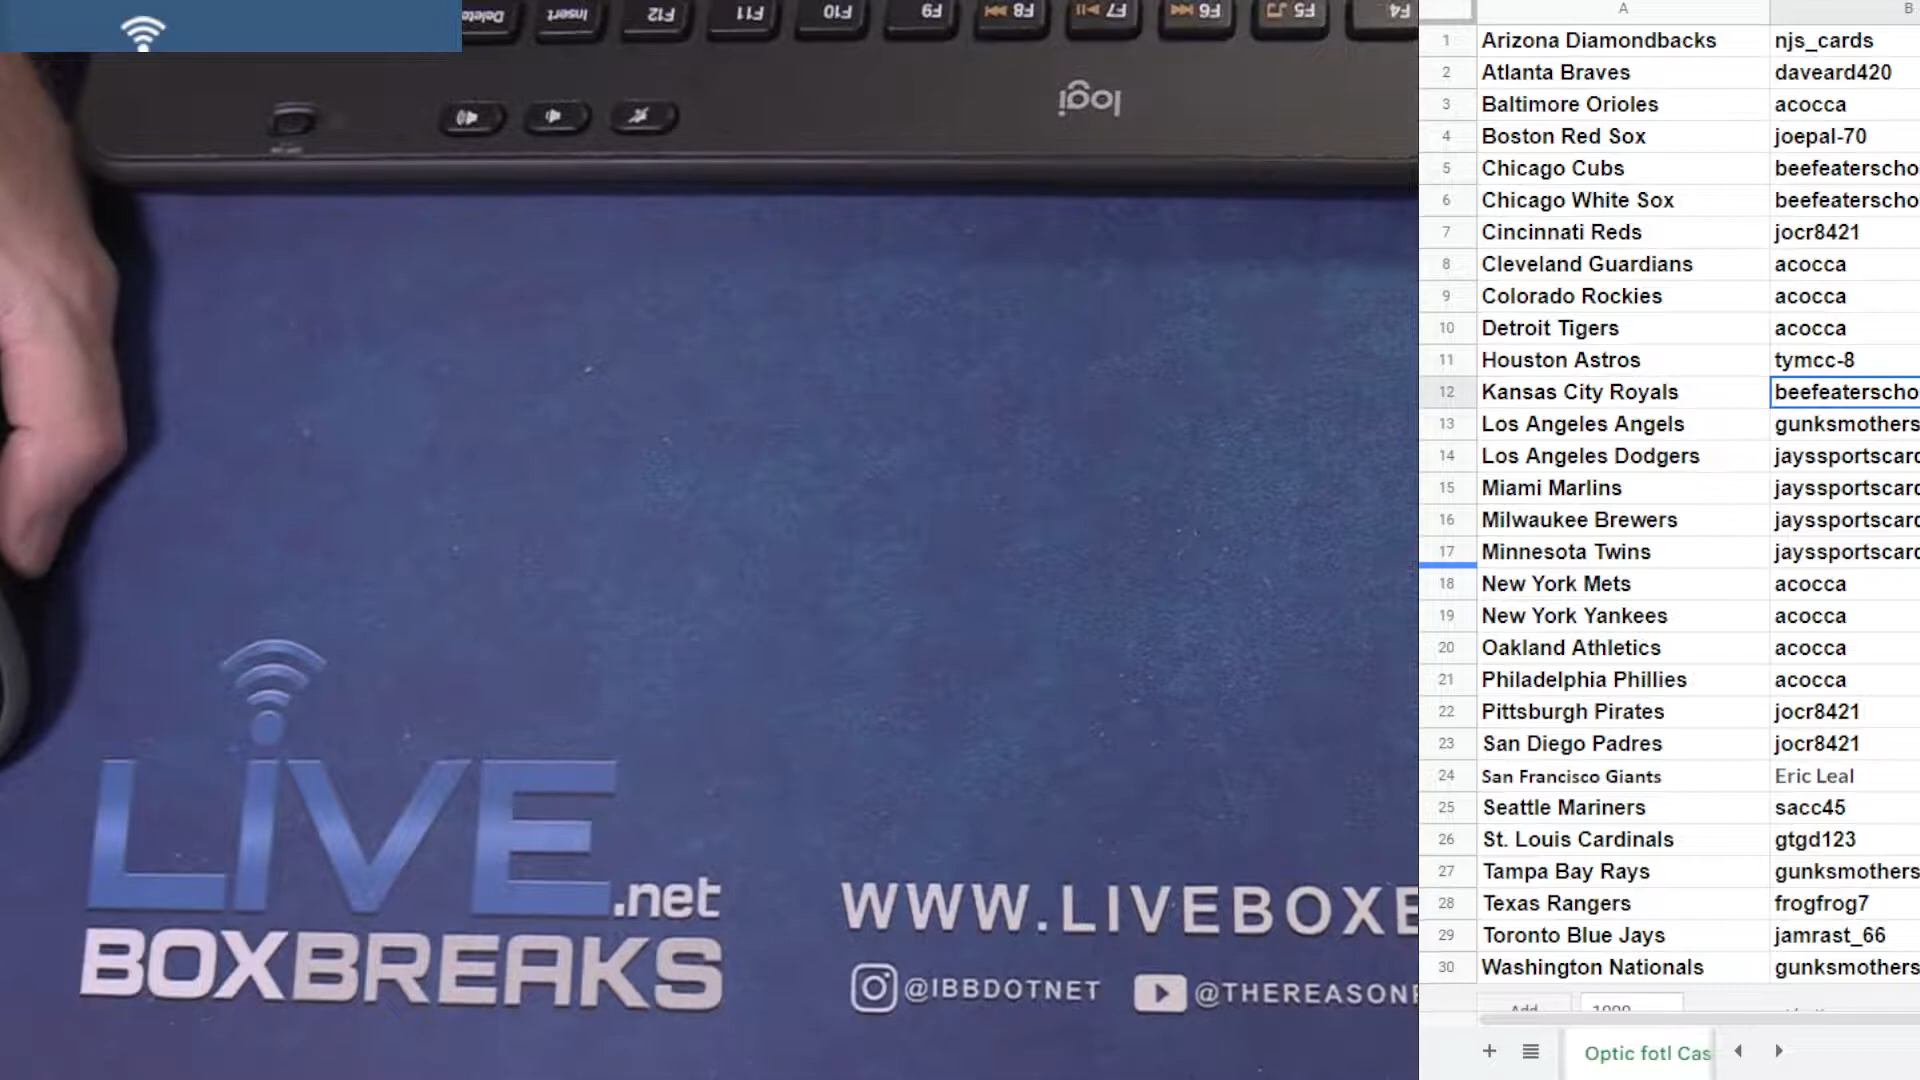 Delete Insert F12 F11 F10 F9 F8 F7 F6 F5 F4
logi
A B
1 Arizona Diamondbacks njs_cards
2 Atlanta Braves daveard420
3 Baltimore Orioles acocca
4 Boston Red Sox joepal-70
5 Chicago Cubs beefeaterscho
6 Chicago White Sox beefeaterscho
7 Cincinnati Reds jocr8421
8 Cleveland Guardians acocca
9 Colorado Rockies acocca
10 Detroit Tigers acocca
11 Houston Astros tymcc-8
12 Kansas City Royals beefeaterscho
13 Los Angeles Angels gunksmothers
14 Los Angeles Dodgers jayssportscard
15 Miami Marlins jayssportscard
16 Milwaukee Brewers jayssportscard
17 Minnesota Twins jayssportscard
18 New York Mets acocca
19 New York Yankees acocca
20 Oakland Athletics acocca
21 Philadelphia Phillies acocca
22 Pittsburgh Pirates jocr8421
23 San Diego Padres jocr8421
24 San Francisco Giants Eric Leal
25 Seattle Mariners sacc45
26 St. Louis Cardinals gtgd123
27 Tampa Bay Rays gunksmothers
28 Texas Rangers frogfrog7
29 Toronto Blue Jays jamrast_66
30 Washington Nationals gunksmothers
Add 1000
Optic fotl Cas
LiVE.net
BOXBREAKS
WWW.LIVEBOXE
@IBBDOTNET @THEREASON